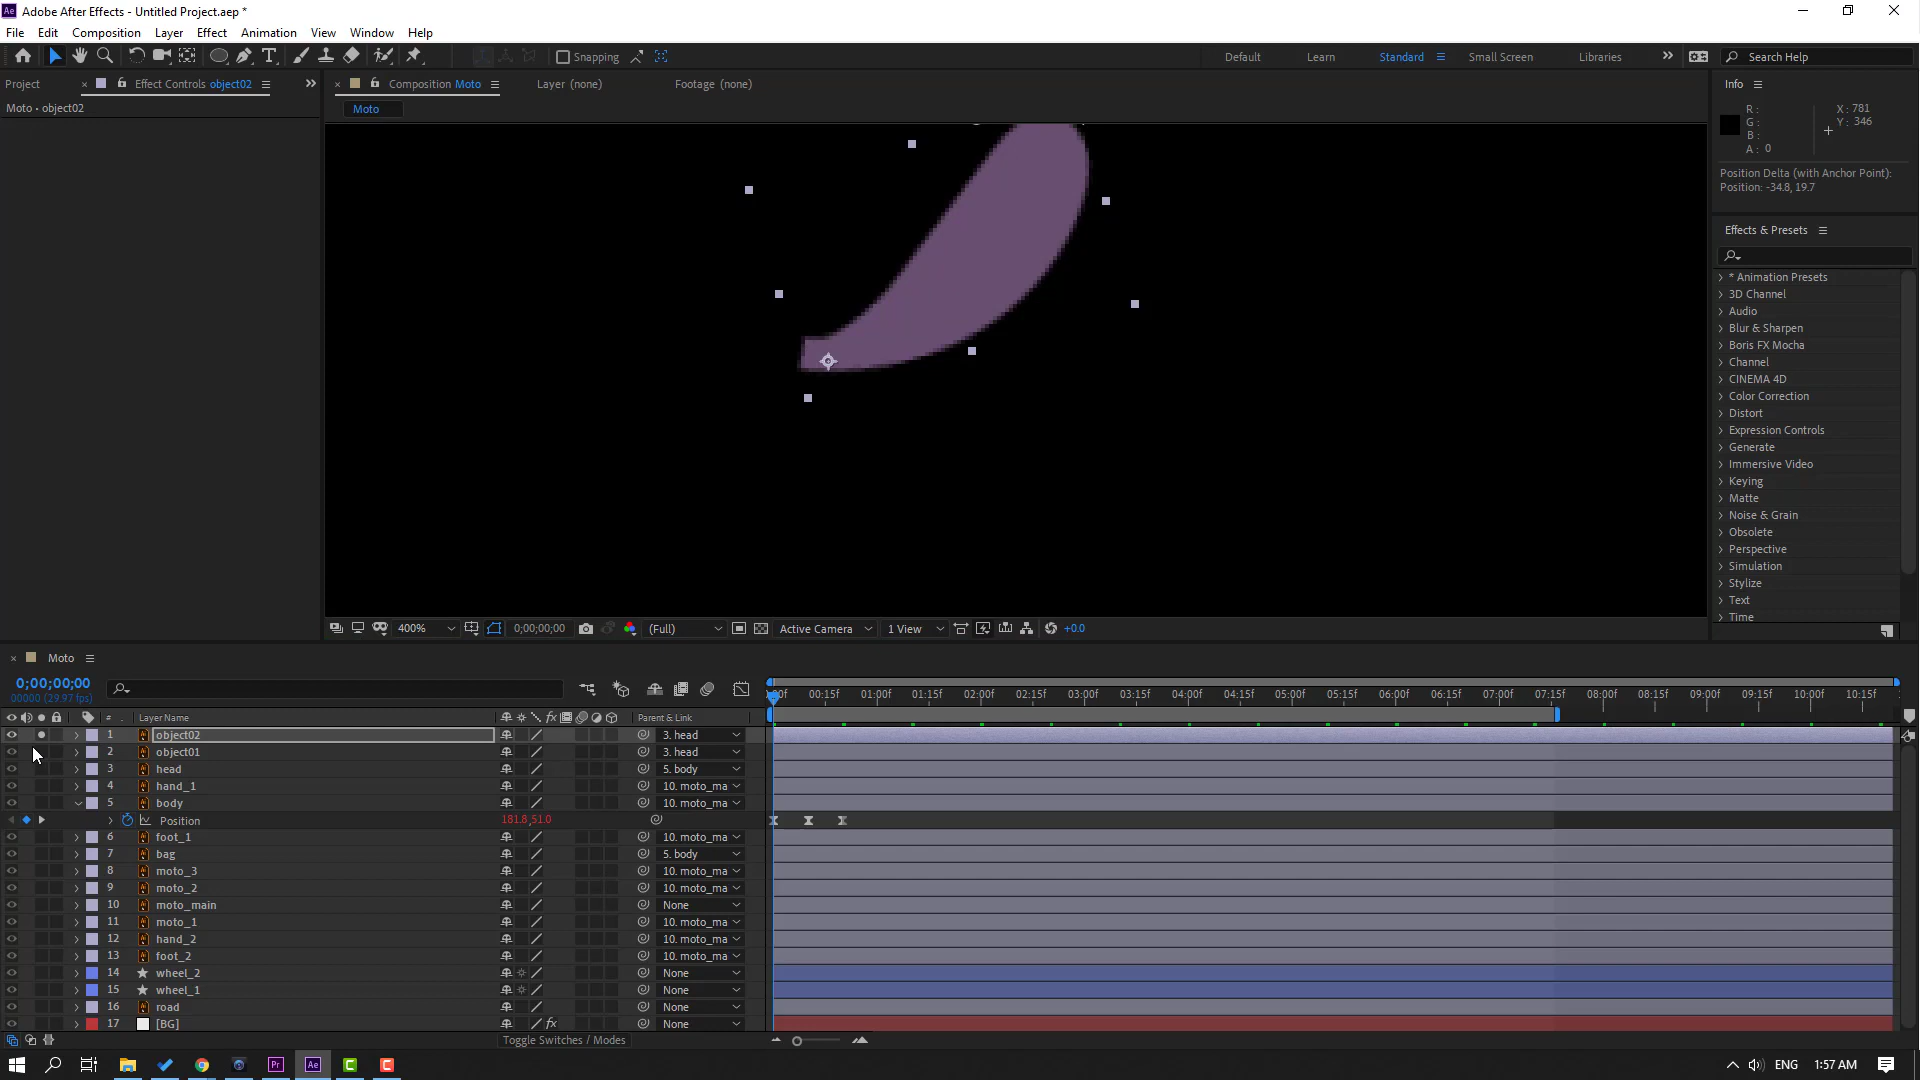 Adobe After Effects - Untitled Project.aep *
File Edit Composition Layer Effect Animation View Window Help
Snapping
Default Learn Standard Small Screen Libraries
Search Help
Project
Effect Controls object02
Composition Moto
Layer (none)
Footage (none)
Info
Moto • object02
Moto
R :
G :
B :
A : 0
X : 781
Y : 346
Position Delta (with Anchor Point):
Position: -34.8, 19.7
Effects & Presets
* Animation Presets
3D Channel
Audio
Blur & Sharpen
Boris FX Mocha
Channel
CINEMA 4D
Color Correction
Distort
Expression Controls
Generate
Immersive Video
Keying
Matte
Noise & Grain
Obsolete
Perspective
Simulation
Stylize
Text
Time
400% 0;00;00;00 (Full) Active Camera 1 View +0.0
Moto
0;00;00;00
00000 (29.97 fps)
:00f 00:15f 01:00f 01:15f 02:00f 02:15f 03:00f 03:15f 04:00f 04:15f 05:00f 05:15f 06:00f 06:15f 07:00f 07:15f 08:00f 08:15f 09:00f 09:15f 10:00f 10:15f
# . Layer Name fx Parent & Link
1 object02 3. head
2 object01 3. head
3 head 5. body
4 hand_1 10. moto_ma
5 body 10. moto_ma
Position 181.8,51.0
6 foot_1 10. moto_ma
7 bag 5. body
8 moto_3 10. moto_ma
9 moto_2 10. moto_ma
10 moto_main None
11 moto_1 10. moto_ma
12 hand_2 10. moto_ma
13 foot_2 10. moto_ma
14 wheel_2 None
15 wheel_1 None
16 road None
17 [BG] fx None
Toggle Switches / Modes
ENG 1:57 AM